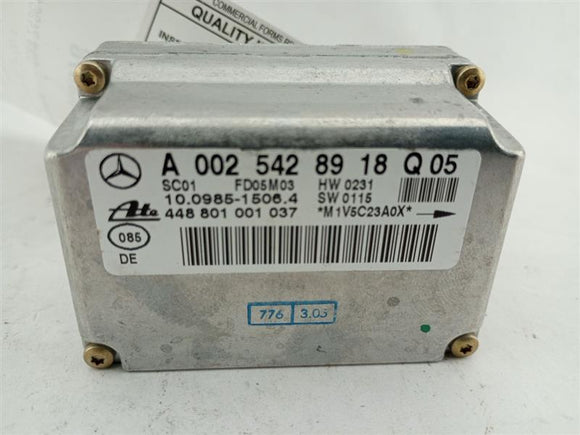 COMMERCIAL FORMS
QUALITY
A 002 542 89 18 Q 05
SC01 FD05M03 HW 0231
10.0985-1506.4 SW 0115
Ate 448 801 001 037 *M1V5C23A0X*
085
DE
776 3.03